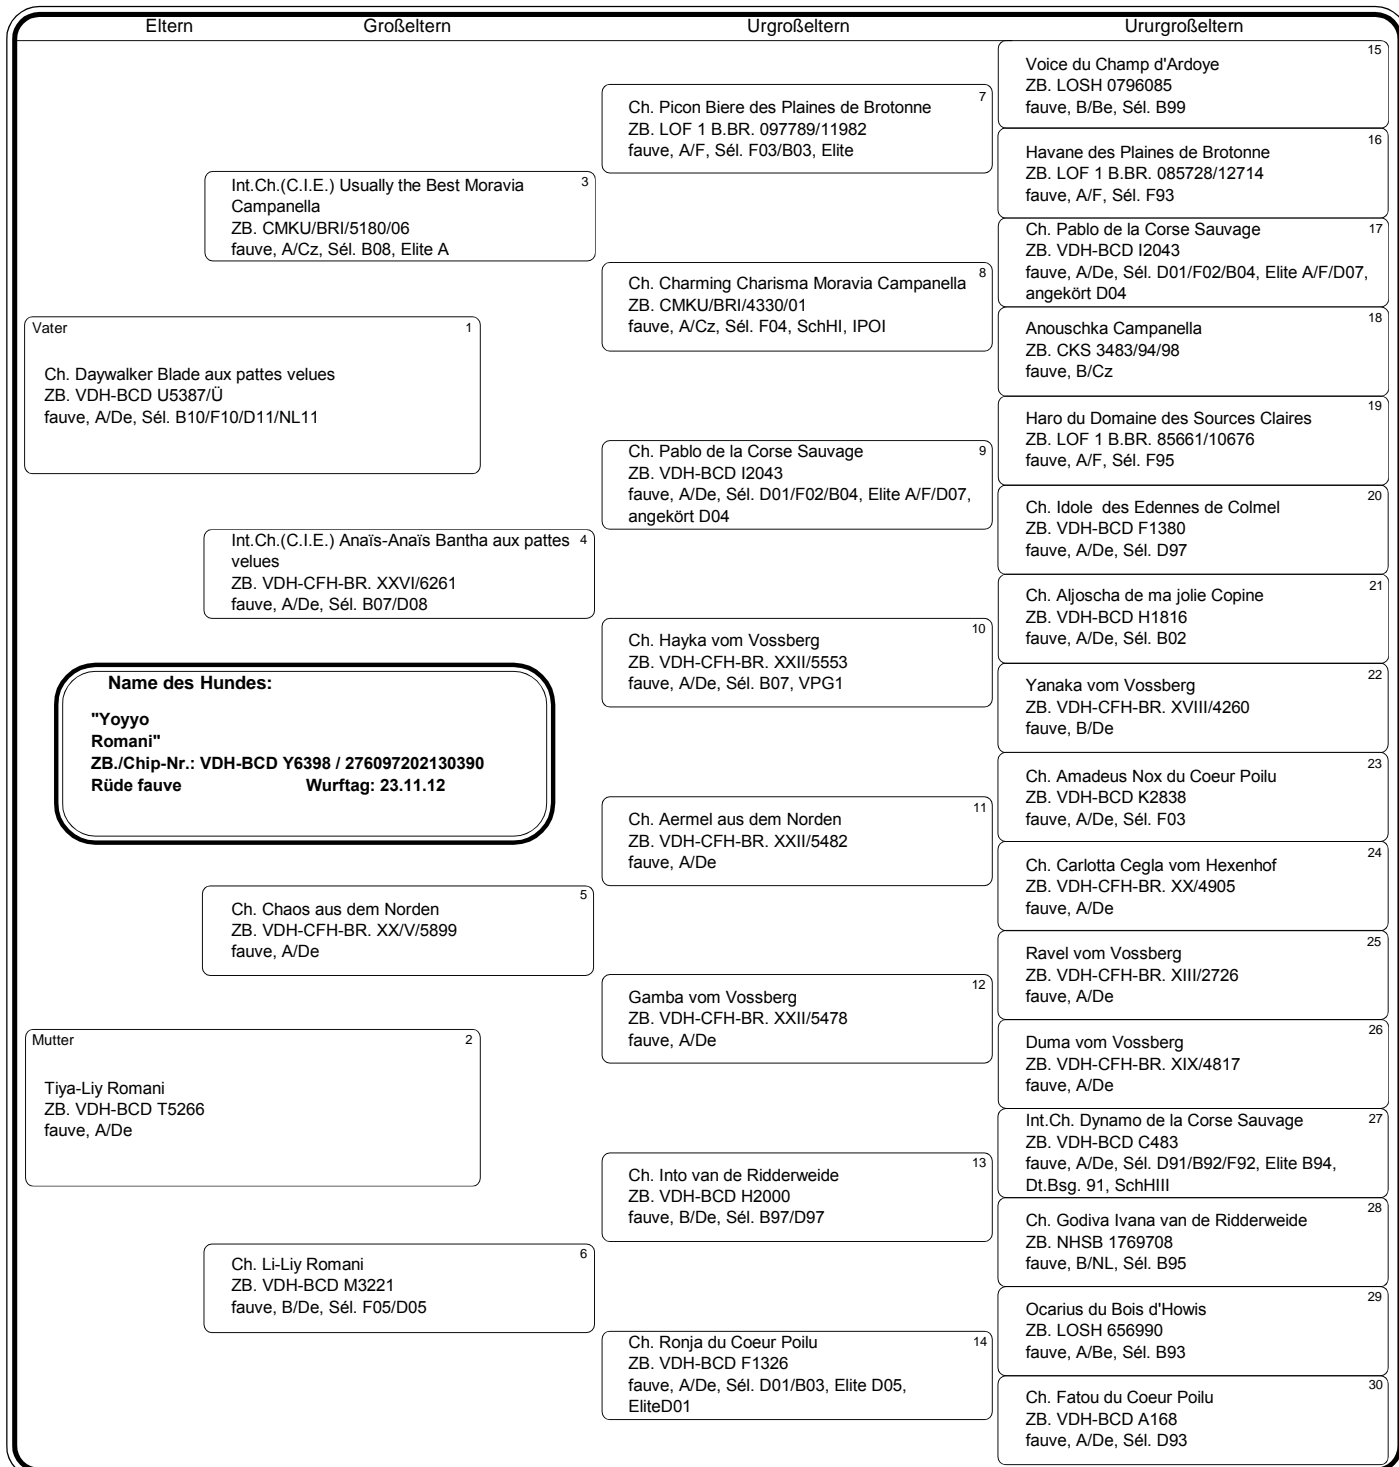 Eltern Großeltern Urgroßeltern Ururgroßeltern
Vater 1
Ch. Daywalker Blade aux pattes velues
ZB. VDH-BCD U5387/Ü
fauve, A/De, Sél. B10/F10/D11/NL11
Mutter 2
Tiya-Liy Romani
ZB. VDH-BCD T5266
fauve, A/De
Name des Hundes:
"Yoyyo
Romani"
ZB./Chip-Nr.: VDH-BCD Y6398 / 276097202130390
Rüde fauve Wurftag: 23.11.12
Int.Ch.(C.I.E.) Usually the Best Moravia 3
Campanella
ZB. CMKU/BRI/5180/06
fauve, A/Cz, Sél. B08, Elite A
Int.Ch.(C.I.E.) Anaïs-Anaïs Bantha aux pattes 4
velues
ZB. VDH-CFH-BR. XXVI/6261
fauve, A/De, Sél. B07/D08
5
Ch. Chaos aus dem Norden
ZB. VDH-CFH-BR. XX/V/5899
fauve, A/De
6
Ch. Li-Liy Romani
ZB. VDH-BCD M3221
fauve, B/De, Sél. F05/D05
7
Ch. Picon Biere des Plaines de Brotonne
ZB. LOF 1 B.BR. 097789/11982
fauve, A/F, Sél. F03/B03, Elite
Ch. Charming Charisma Moravia Campanella 8
ZB. CMKU/BRI/4330/01
fauve, A/Cz, Sél. F04, SchHI, IPOI
Ch. Pablo de la Corse Sauvage 9
ZB. VDH-BCD I2043
fauve, A/De, Sél. D01/F02/B04, Elite A/F/D07,
angekört D04
10
Ch. Hayka vom Vossberg
ZB. VDH-CFH-BR. XXII/5553
fauve, A/De, Sél. B07, VPG1
11
Ch. Aermel aus dem Norden
ZB. VDH-CFH-BR. XXII/5482
fauve, A/De
12
Gamba vom Vossberg
ZB. VDH-CFH-BR. XXII/5478
fauve, A/De
13
Ch. Into van de Ridderweide
ZB. VDH-BCD H2000
fauve, B/De, Sél. B97/D97
Ch. Ronja du Coeur Poilu 14
ZB. VDH-BCD F1326
fauve, A/De, Sél. D01/B03, Elite D05,
EliteD01
15
Voice du Champ d'Ardoye
ZB. LOSH 0796085
fauve, B/Be, Sél. B99
16
Havane des Plaines de Brotonne
ZB. LOF 1 B.BR. 085728/12714
fauve, A/F, Sél. F93
Ch. Pablo de la Corse Sauvage 17
ZB. VDH-BCD I2043
fauve, A/De, Sél. D01/F02/B04, Elite A/F/D07,
angekört D04
18
Anouschka Campanella
ZB. CKS 3483/94/98
fauve, B/Cz
19
Haro du Domaine des Sources Claires
ZB. LOF 1 B.BR. 85661/10676
fauve, A/F, Sél. F95
20
Ch. Idole des Edennes de Colmel
ZB. VDH-BCD F1380
fauve, A/De, Sél. D97
21
Ch. Aljoscha de ma jolie Copine
ZB. VDH-BCD H1816
fauve, A/De, Sél. B02
22
Yanaka vom Vossberg
ZB. VDH-CFH-BR. XVIII/4260
fauve, B/De
23
Ch. Amadeus Nox du Coeur Poilu
ZB. VDH-BCD K2838
fauve, A/De, Sél. F03
24
Ch. Carlotta Cegla vom Hexenhof
ZB. VDH-CFH-BR. XX/4905
fauve, A/De
25
Ravel vom Vossberg
ZB. VDH-CFH-BR. XIII/2726
fauve, A/De
26
Duma vom Vossberg
ZB. VDH-CFH-BR. XIX/4817
fauve, A/De
Int.Ch. Dynamo de la Corse Sauvage 27
ZB. VDH-BCD C483
fauve, A/De, Sél. D91/B92/F92, Elite B94,
Dt.Bsg. 91, SchHIII
28
Ch. Godiva Ivana van de Ridderweide
ZB. NHSB 1769708
fauve, B/NL, Sél. B95
29
Ocarius du Bois d'Howis
ZB. LOSH 656990
fauve, A/Be, Sél. B93
30
Ch. Fatou du Coeur Poilu
ZB. VDH-BCD A168
fauve, A/De, Sél. D93